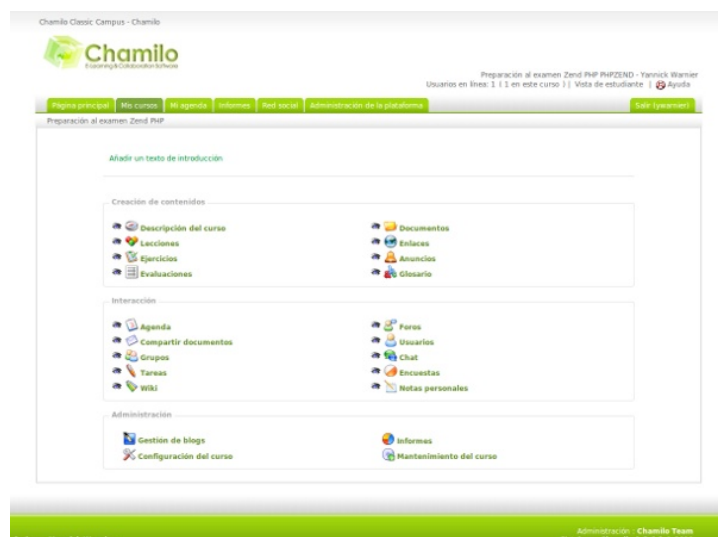 Chamilo Classic Campus - Chamilo
Chamilo
E-Learning & Collaboration Software
Preparación al examen Zend PHP PHPZEND - Yannick Warnier
Usuarios en línea: 1 ( 1 en este curso ) | Vista de estudiante | Ayuda
Página principal Mis cursos Mi agenda Informes Red social Administración de la plataforma Salir (ywarnier)
Preparación al examen Zend PHP
Añadir un texto de introducción
Creación de contenidos
Descripción del curso Documentos
Lecciones Enlaces
Ejercicios Anuncios
Evaluaciones Glosario
Interacción
Agenda Foros
Compartir documentos Usuarios
Grupos Chat
Tareas Encuestas
Wiki Notas personales
Administración
Gestión de blogs Informes
Configuración del curso Mantenimiento del curso
Administración : Chamilo Team